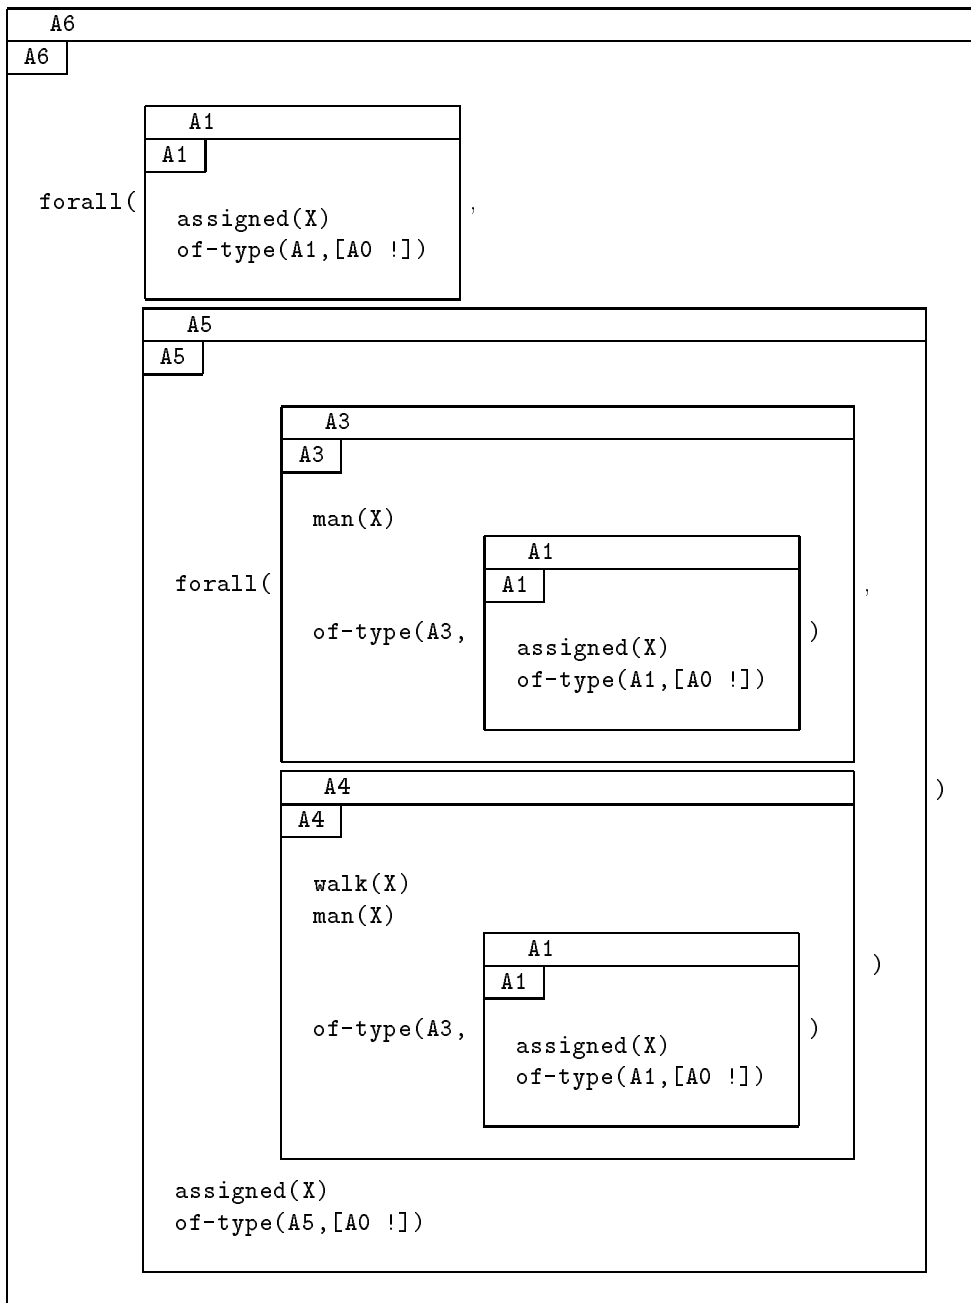 A6
A6
A1
A1
forall(
assigned(X)
of-type(A1,[A0 !])
,
A5
A5
A3
A3
man(X)
forall(
of-type(A3,
A1
A1
assigned(X)
of-type(A1,[A0 !])
)
,
A4
A4
walk(X)
man(X)
of-type(A3,
A1
A1
assigned(X)
of-type(A1,[A0 !])
)
)
assigned(X)
of-type(A5,[A0 !])
)